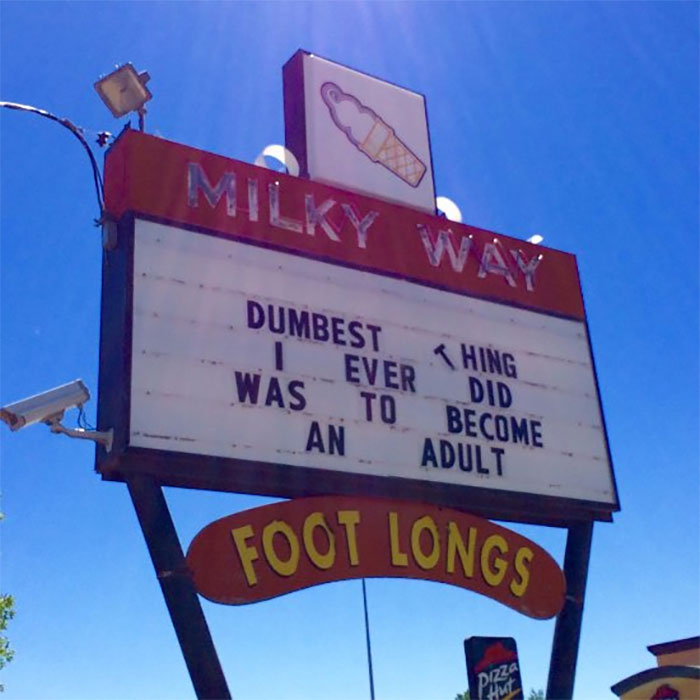 MILKY WAY
DUMBEST THING
I EVER DID
WAS TO BECOME
AN ADULT
FOOT LONGS
Pizza
Hut